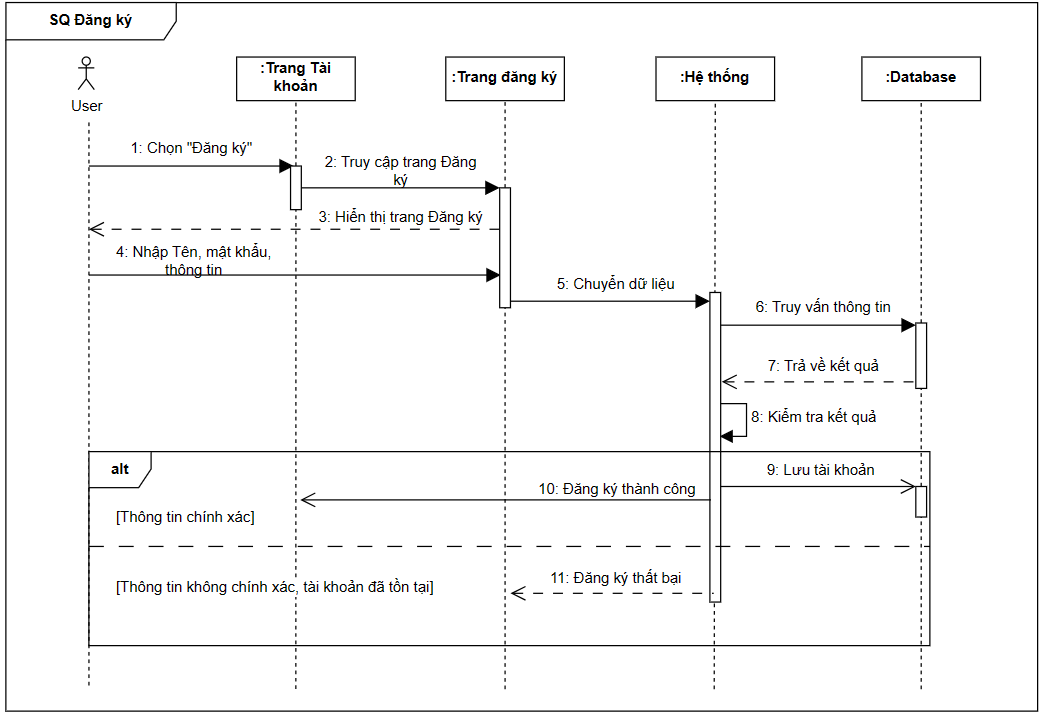 SQ Đăng ký
User
:Trang Tài
khoản
:Trang đăng ký
:Hệ thống
:Database
1: Chọn "Đăng ký"
2: Truy cập trang Đăng
ký
3: Hiển thị trang Đăng ký
4: Nhập Tên, mật khẩu,
thông tin
5: Chuyển dữ liệu
6: Truy vấn thông tin
7: Trả về kết quả
8: Kiểm tra kết quả
alt
9: Lưu tài khoản
10: Đăng ký thành công
[Thông tin chính xác]
11: Đăng ký thất bại
[Thông tin không chính xác, tài khoản đã tồn tại]